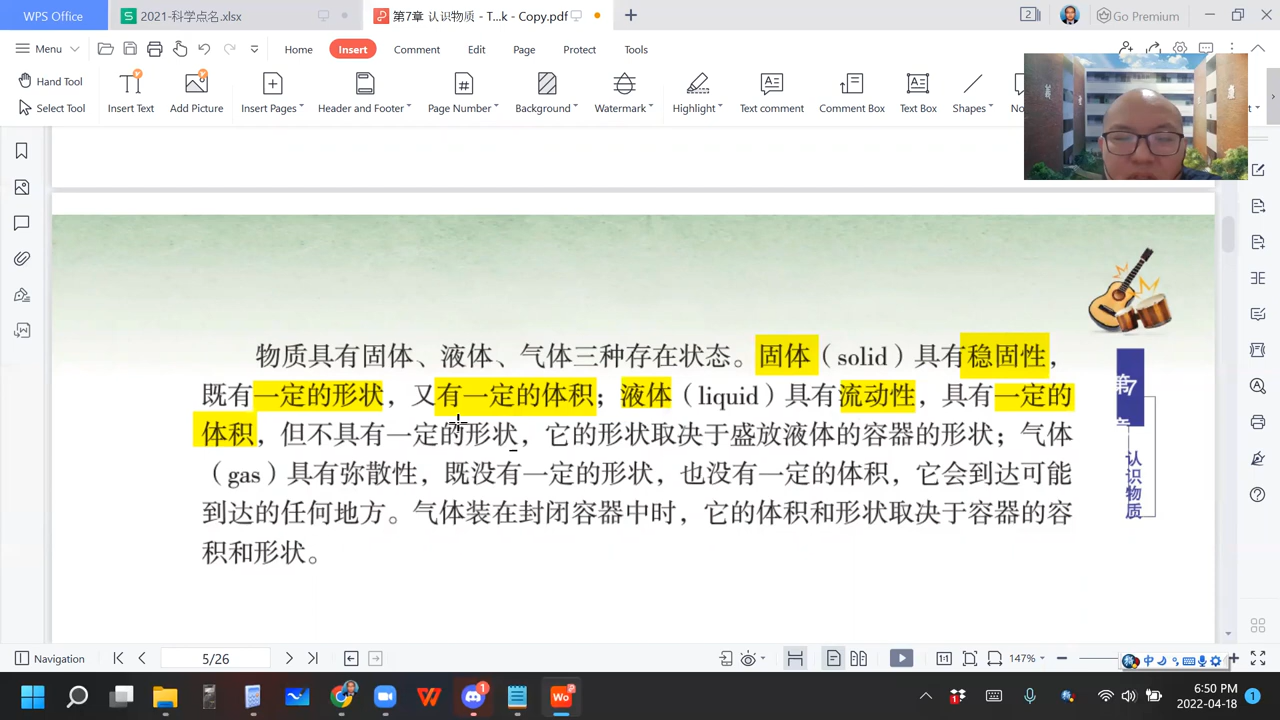 WPS Office
2021-科学点名.xlsx
第7章 认识物质 - T...k - Copy.pdf
2
Go Premium
Menu
Home
Insert
Comment
Edit
Page
Protect
Tools
Hand Tool
Select Tool
Insert Text
Add Picture
Insert Pages
Header and Footer
Page Number
Background
Watermark
Highlight
Text comment
Comment Box
Text Box
Shapes
物质具有固体、液体、气体三种存在状态。固体（solid）具有稳固性，
既有一定的形状，又有一定的体积；液体（liquid）具有流动性，具有一定的
体积，但不具有一定的形状，它的形状取决于盛放液体的容器的形状；气体
（gas）具有弥散性，既没有一定的形状，也没有一定的体积，它会到达可能
到达的任何地方。气体装在封闭容器中时，它的体积和形状取决于容器的容
积和形状。
第7章
认识物质
Navigation
5/26
1:1
147%
中
1
W
Wo
6:50 PM
2022-04-18
1